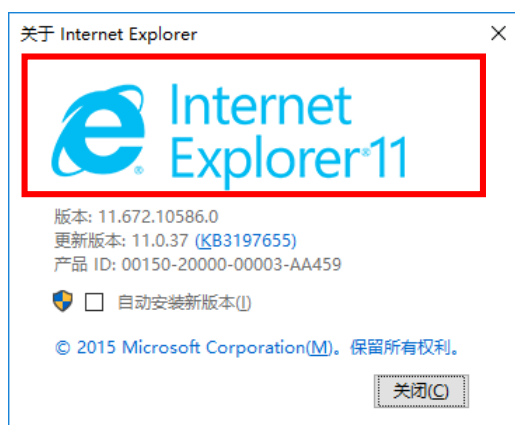 关于 Internet Explorer
Internet
Explorer®11
版本: 11.672.10586.0
更新版本: 11.0.37 (KB3197655)
产品 ID: 00150-20000-00003-AA459
自动安装新版本(I)
© 2015 Microsoft Corporation(M)。保留所有权利。
关闭(C)